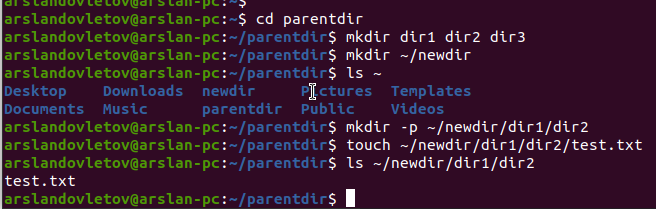 arslandovletov@arslan-pc:~$
arslandovletov@arslan-pc:~$ cd parentdir
arslandovletov@arslan-pc:~/parentdir$ mkdir dir1 dir2 dir3
arslandovletov@arslan-pc:~/parentdir$ mkdir ~/newdir
arslandovletov@arslan-pc:~/parentdir$ ls ~
Desktop Downloads newdir Pictures Templates
Documents Music parentdir Public Videos
arslandovletov@arslan-pc:~/parentdir$ mkdir -p ~/newdir/dir1/dir2
arslandovletov@arslan-pc:~/parentdir$ touch ~/newdir/dir1/dir2/test.txt
arslandovletov@arslan-pc:~/parentdir$ ls ~/newdir/dir1/dir2
test.txt
arslandovletov@arslan-pc:~/parentdir$